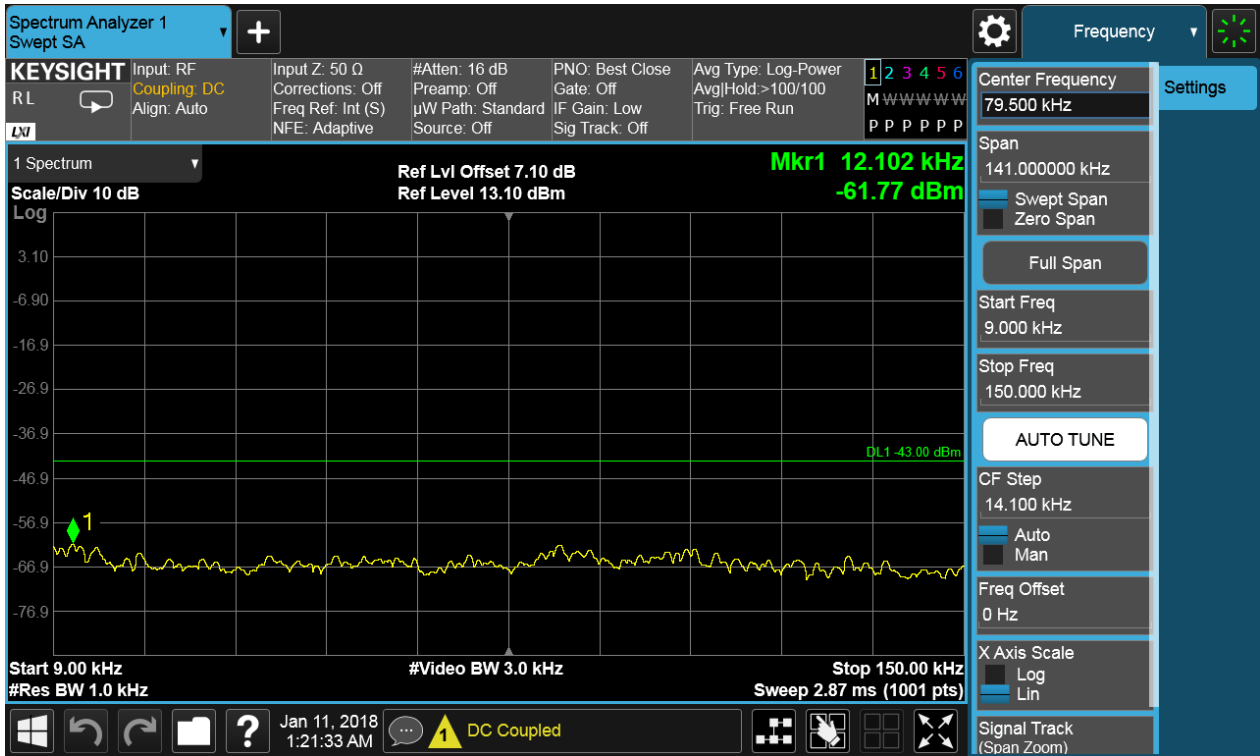 Spectrum Analyzer 1
Swept SA
+
Frequency
KEYSIGHT
RL
LXI
Input: RF
Coupling: DC
Align: Auto
Input Z: 50 Ω
Corrections: Off
Freq Ref: Int (S)
NFE: Adaptive
#Atten: 16 dB
Preamp: Off
µW Path: Standard
Source: Off
PNO: Best Close
Gate: Off
IF Gain: Low
Sig Track: Off
Avg Type: Log-Power
Avg|Hold:>100/100
Trig: Free Run
1 2 3 4 5 6
M W W W W W
P P P P P P
1 Spectrum
Scale/Div 10 dB
Log
Ref Lvl Offset 7.10 dB
Ref Level 13.10 dBm
Mkr1 12.102 kHz
-61.77 dBm
3.10
-6.90
-16.9
-26.9
-36.9
-46.9
-56.9
-66.9
-76.9
DL1 -43.00 dBm
1
Start 9.00 kHz
#Res BW 1.0 kHz
#Video BW 3.0 kHz
Stop 150.00 kHz
Sweep 2.87 ms (1001 pts)
Center Frequency
79.500 kHz
Span
141.000000 kHz
Swept Span
Zero Span
Full Span
Start Freq
9.000 kHz
Stop Freq
150.000 kHz
AUTO TUNE
CF Step
14.100 kHz
Auto
Man
Freq Offset
0 Hz
X Axis Scale
Log
Lin
Signal Track
(Span Zoom)
Settings
?
Jan 11, 2018
1:21:33 AM
1
DC Coupled